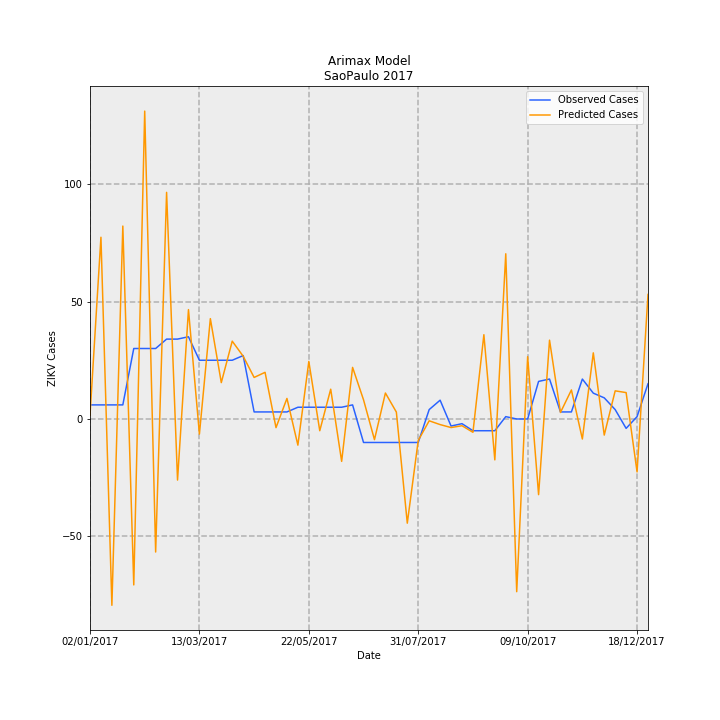 Arimax Model
SaoPaulo 2017
Observed Cases
Predicted Cases
ZIKV Cases
100
50
0
−50
02/01/2017
13/03/2017
22/05/2017
31/07/2017
09/10/2017
18/12/2017
Date